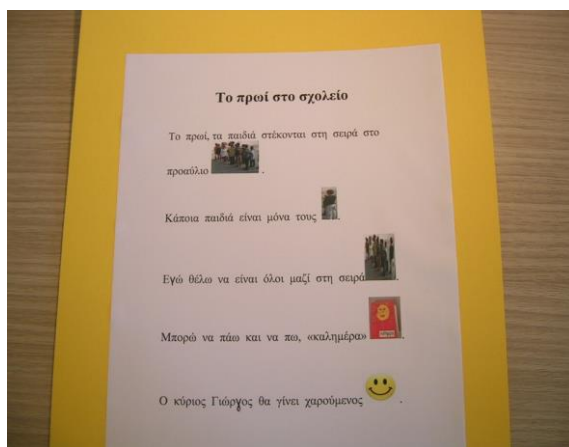 Το πρωί στο σχολείο
Το πρωί, τα παιδιά στέκονται στη σειρά στο
προαύλιο .
Κάποια παιδιά είναι μόνα τους .
Εγώ θέλω να είναι όλοι μαζί στη σειρά .
Μπορώ να πάω και να πω, «καλημέρα» .
Ο κύριος Γιώργος θα γίνει χαρούμενος .